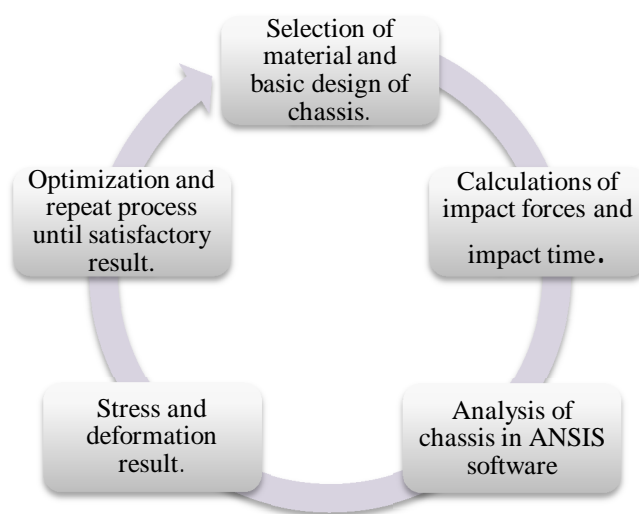 Selection of
material and
basic design of
chassis.
Calculations of
impact forces and
impact time.
Analysis of
chassis in ANSIS
software
Stress and
deformation
result.
Optimization and
repeat process
until satisfactory
result.